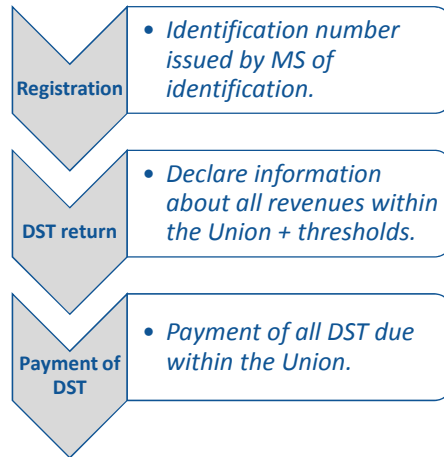 Registration
• Identification number
issued by MS of
identification.
DST return
• Declare information
about all revenues within
the Union + thresholds.
Payment of
DST
• Payment of all DST due
within the Union.